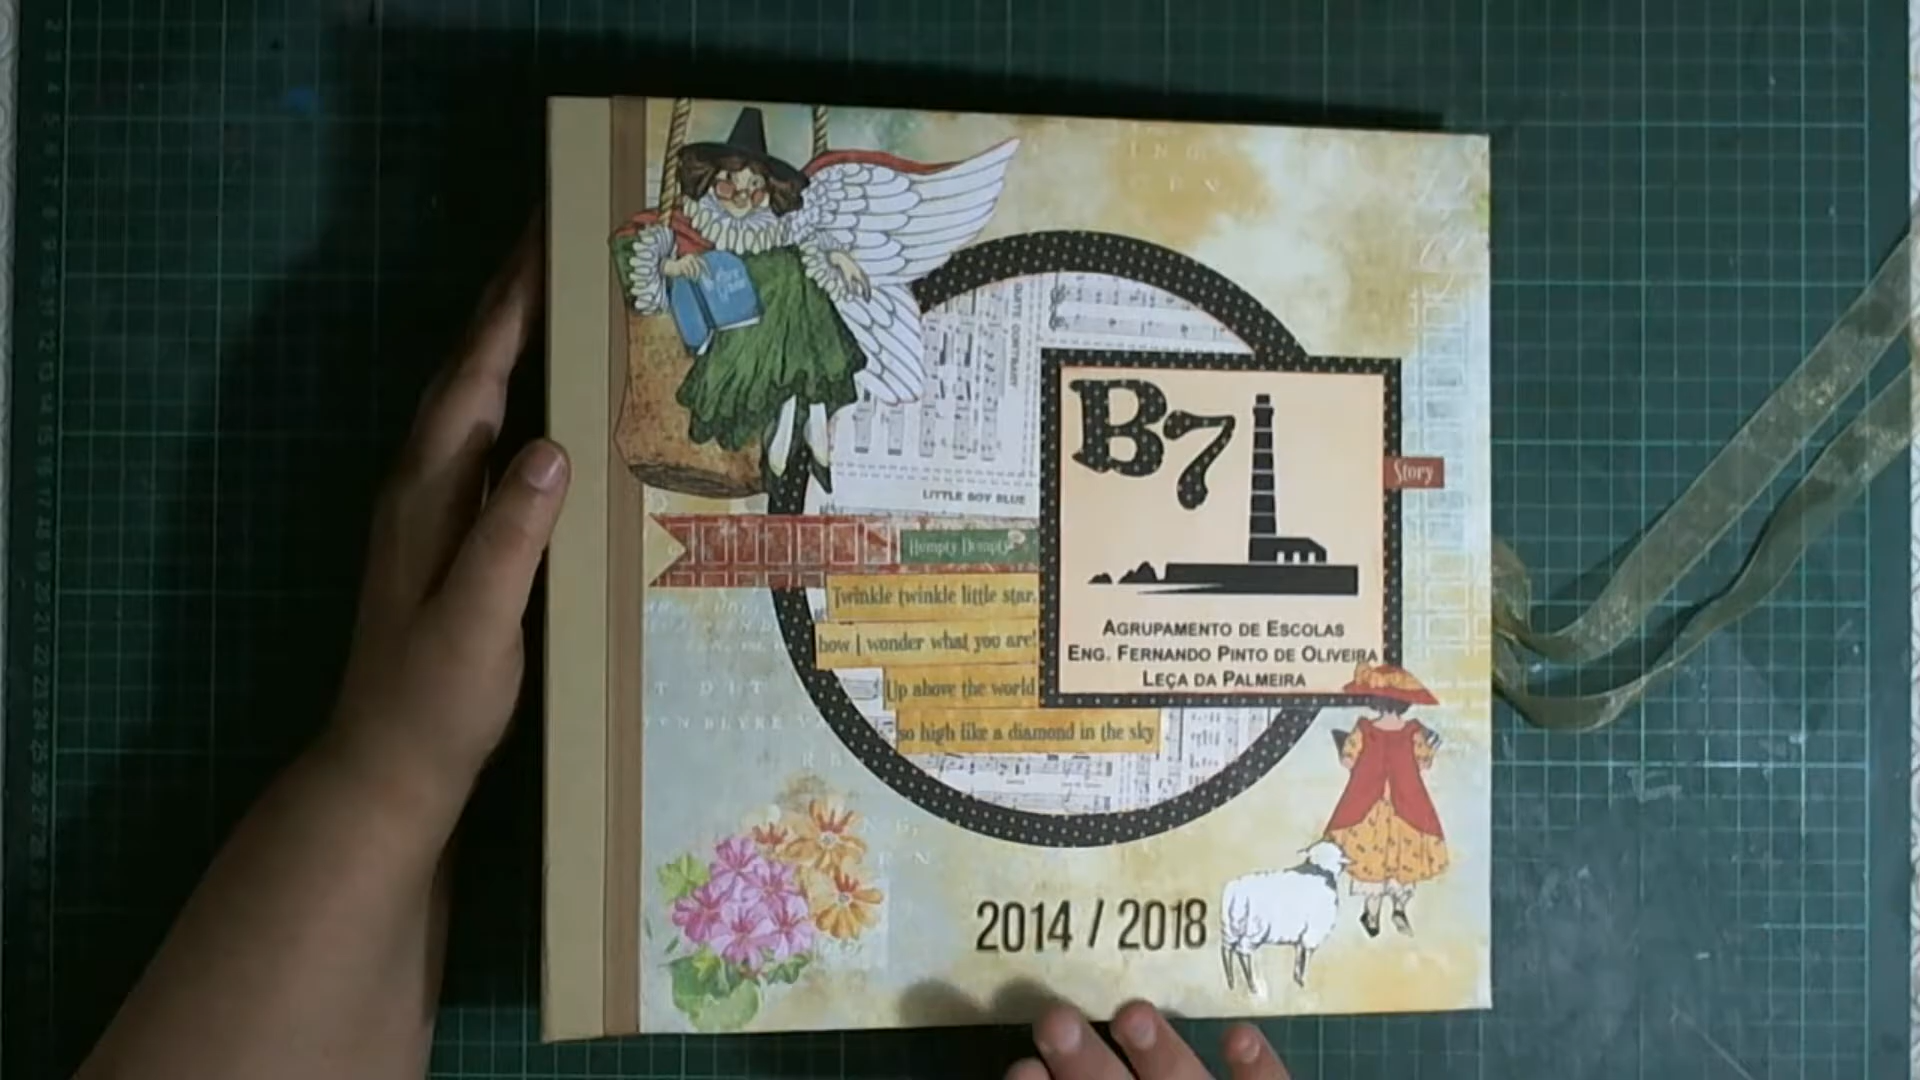 LITTLE BOY BLUE
Humpty Dumpty
Twinkle twinkle little star,
how I wonder what you are!
Up above the world
so high like a diamond in the sky
B7
Story
AGRUPAMENTO DE ESCOLAS
ENG. FERNANDO PINTO DE OLIVEIRA
LEÇA DA PALMEIRA
2014 / 2018